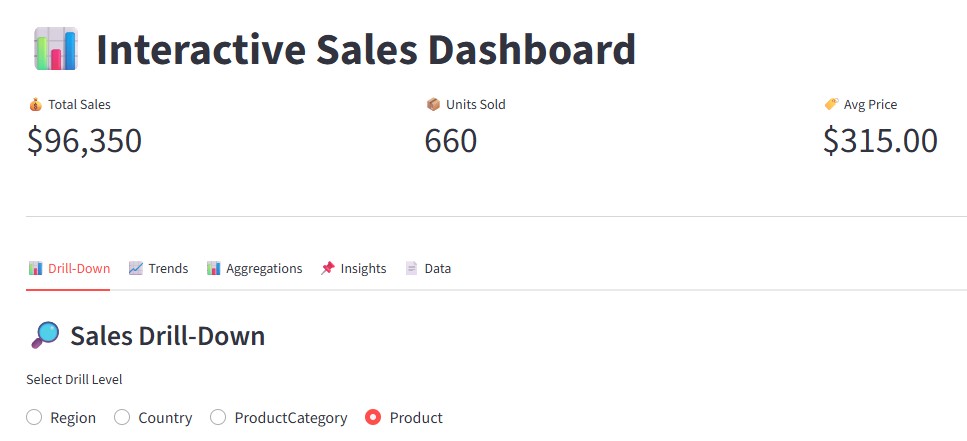 Interactive Sales Dashboard
Total Sales
Units Sold
Avg Price
$96,350
660
$315.00
Drill-Down
Trends
Aggregations
Insights
Data
Sales Drill-Down
Select Drill Level
Region
Country
ProductCategory
Product